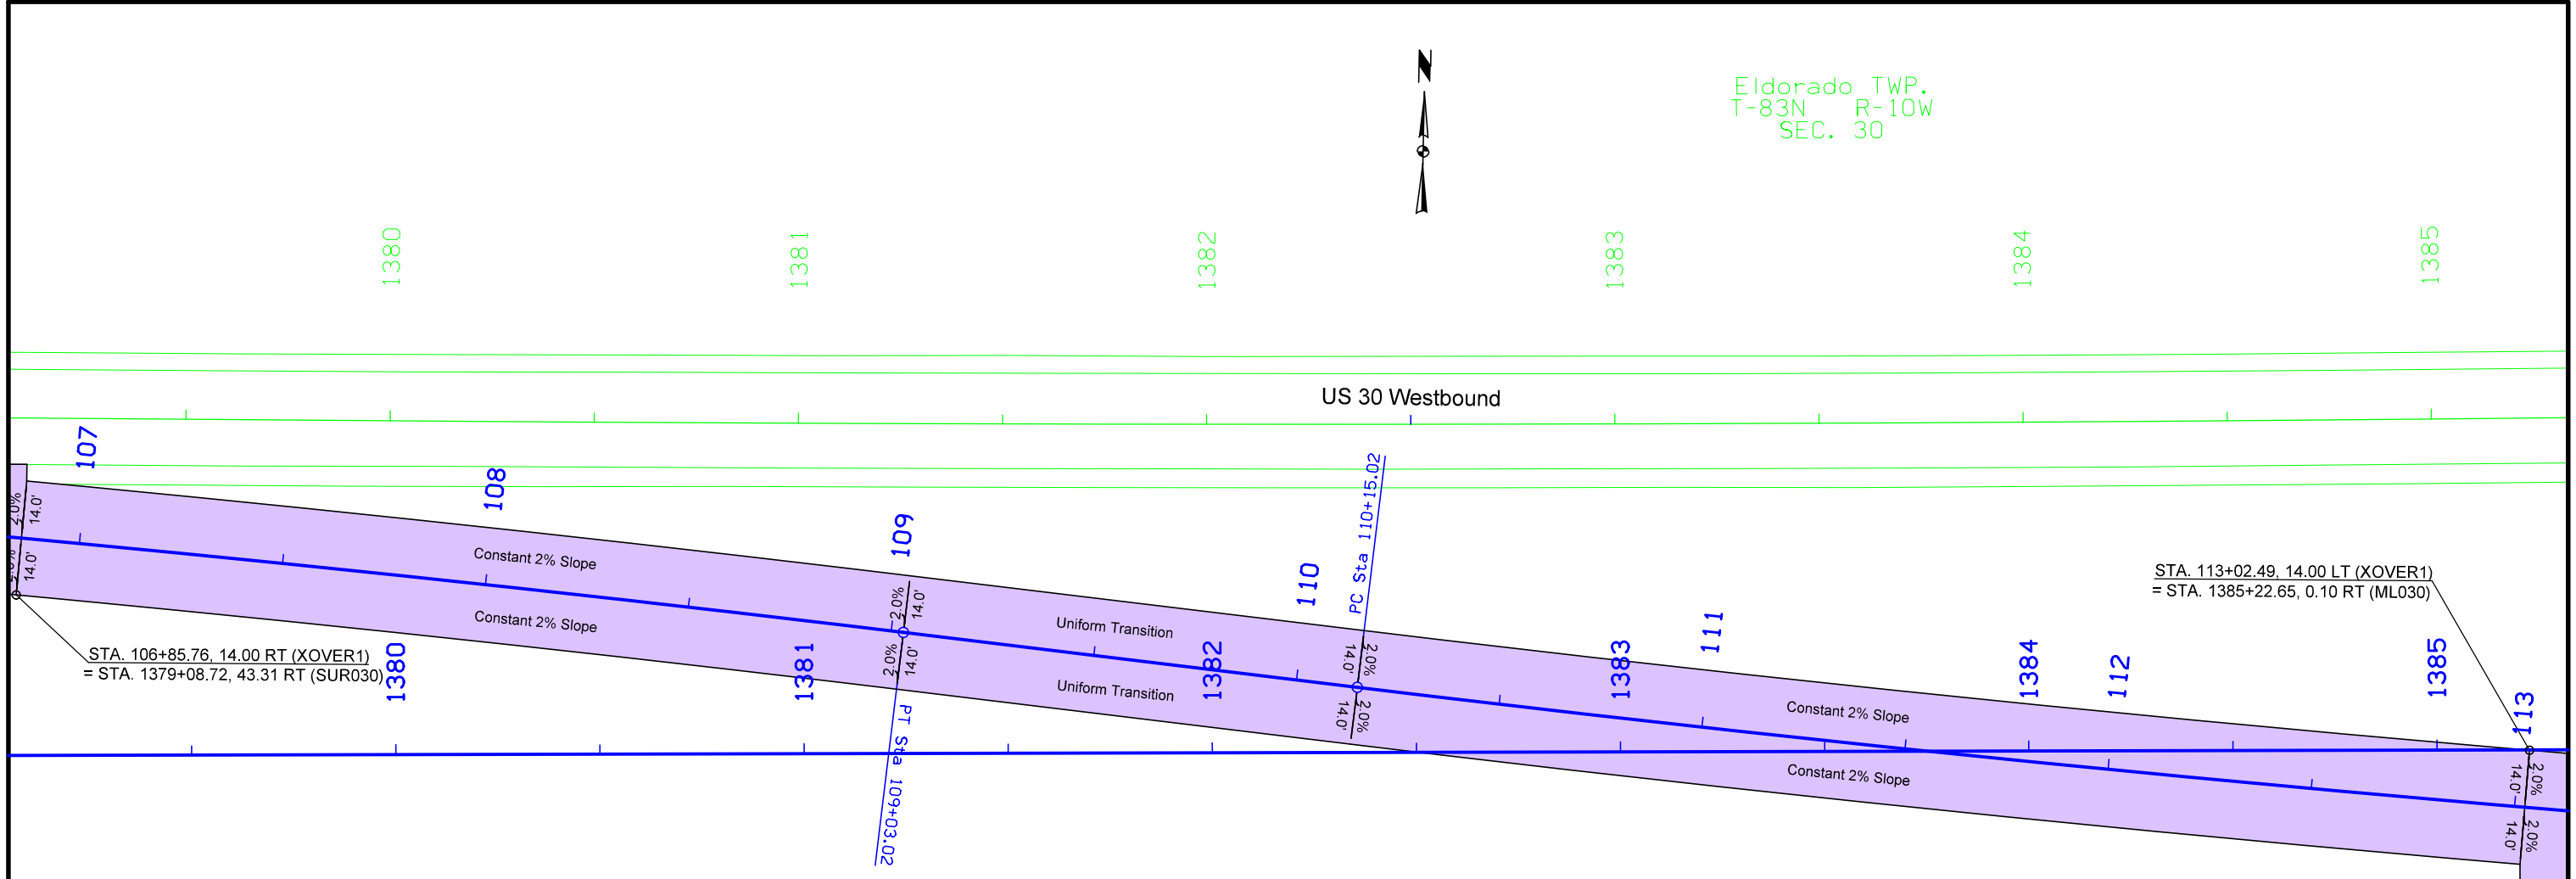 N
Eldorado TWP.
T-83N R-10W
SEC. 30
1380
1381
1382
1383
1384
1385
US 30 Westbound
107
108
109
110
111
112
113
PC Sta 110+15.02
PT Sta 109+03.02
2.0%
14.0'
2.0%
14.0'
Constant 2% Slope
Constant 2% Slope
2.0%
14.0'
2.0%
14.0'
Uniform Transition
Uniform Transition
2.0%
14.0'
2.0%
14.0'
Constant 2% Slope
Constant 2% Slope
2.0%
14.0'
2.0%
14.0'
STA. 106+85.76, 14.00 RT (XOVER1)
= STA. 1379+08.72, 43.31 RT (SUR030)
STA. 113+02.49, 14.00 LT (XOVER1)
= STA. 1385+22.65, 0.10 RT (ML030)
1380
1381
1382
1383
1384
1385